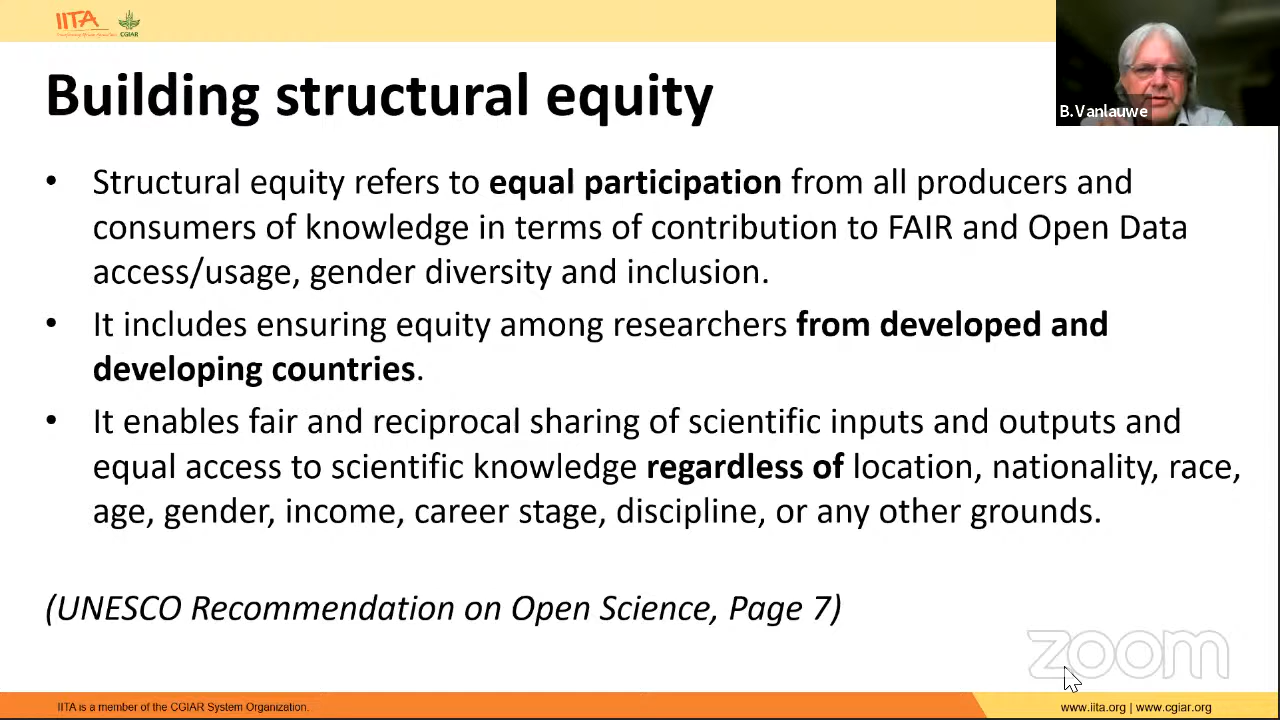 IITA
CGIAR
Building structural equity
B.Vanlauwe
• Structural equity refers to equal participation from all producers and
consumers of knowledge in terms of contribution to FAIR and Open Data
access/usage, gender diversity and inclusion.
• It includes ensuring equity among researchers from developed and
developing countries.
• It enables fair and reciprocal sharing of scientific inputs and outputs and
equal access to scientific knowledge regardless of location, nationality, race,
age, gender, income, career stage, discipline, or any other grounds.
(UNESCO Recommendation on Open Science, Page 7)
zoom
IITA is a member of the CGIAR System Organization.
www.iita.org | www.cgiar.org